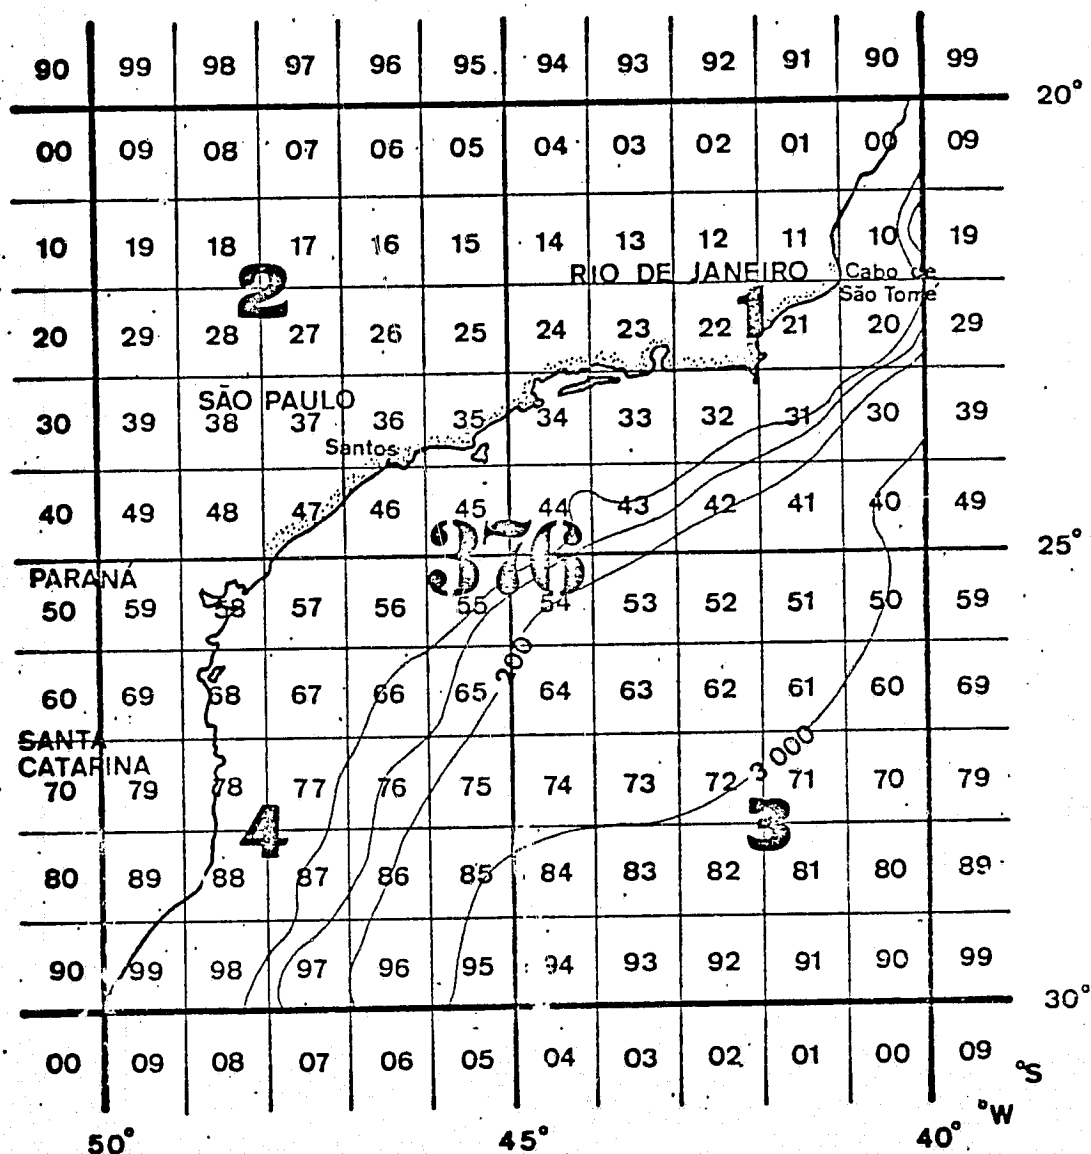 90 99 98 97 96 95 94 93 92 91 90 99
20°
00 09 08 07 06 05 04 03 02 01 00 09
10 19 18 17 16 15 14 13 12 11 10 19
2
RIO DE JANEIRO
Cabo de
São Tomé
1
20 29 28 27 26 25 24 23 22 21 20 29
SÃO PAULO
30 39 38 37 36 35 34 33 32 31 30 39
Santos
40 49 48 47 46 45 44 43 42 41 40 49
376
25°
PARANÁ
50 59 58 57 56 55 54 53 52 51 50 59
200
60 69 68 67 66 65 64 63 62 61 60 69
SANTA
CATARINA
3 000
70 79 78 77 76 75 74 73 72 71 70 79
4
3
80 89 88 87 86 85 84 83 82 81 80 89
90 99 98 97 96 95 94 93 92 91 90 99
30°
00 09 08 07 06 05 04 03 02 01 00 09
°S
°W
50° 45° 40°